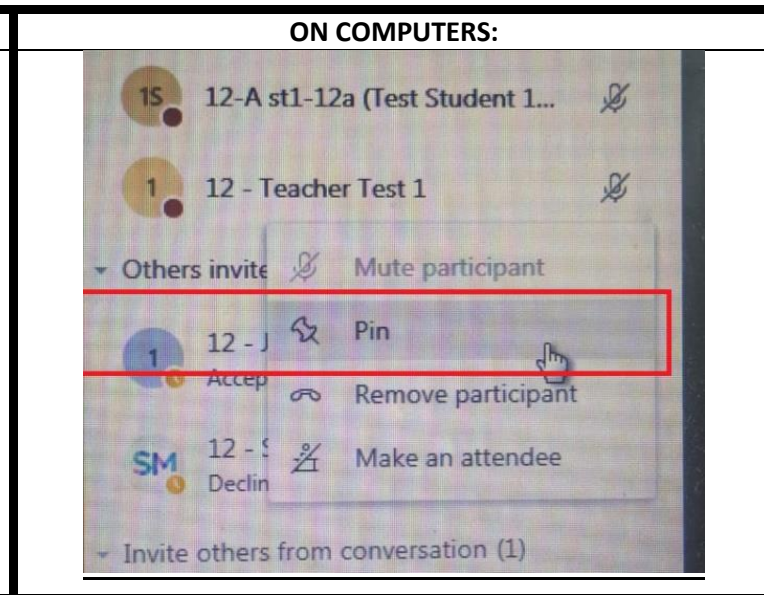 ON COMPUTERS:
1S 12-A st1-12a (Test Student 1...
1 12 - Teacher Test 1
Others invite
Mute participant
1 12 - J
Pin
Accep
Remove participant
SM 12 - S
Make an attendee
Declin
Invite others from conversation (1)